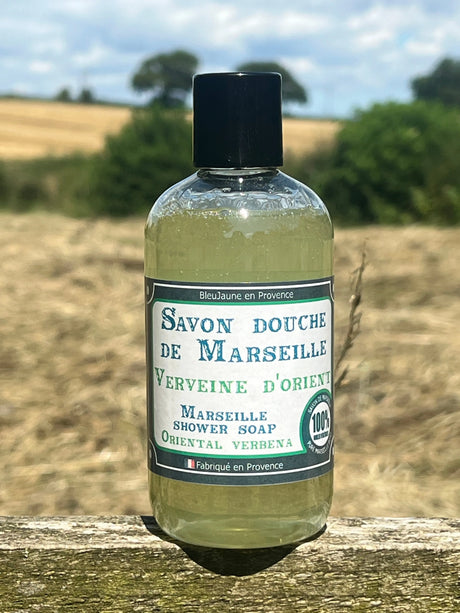 BleuJaune en Provence
SAVON DOUCHE
DE MARSEILLE
VERVEINE D'ORIENT
MARSEILLE
SHOWER SOAP
ORIENTAL VERBENA
100%
Fabriqué en Provence